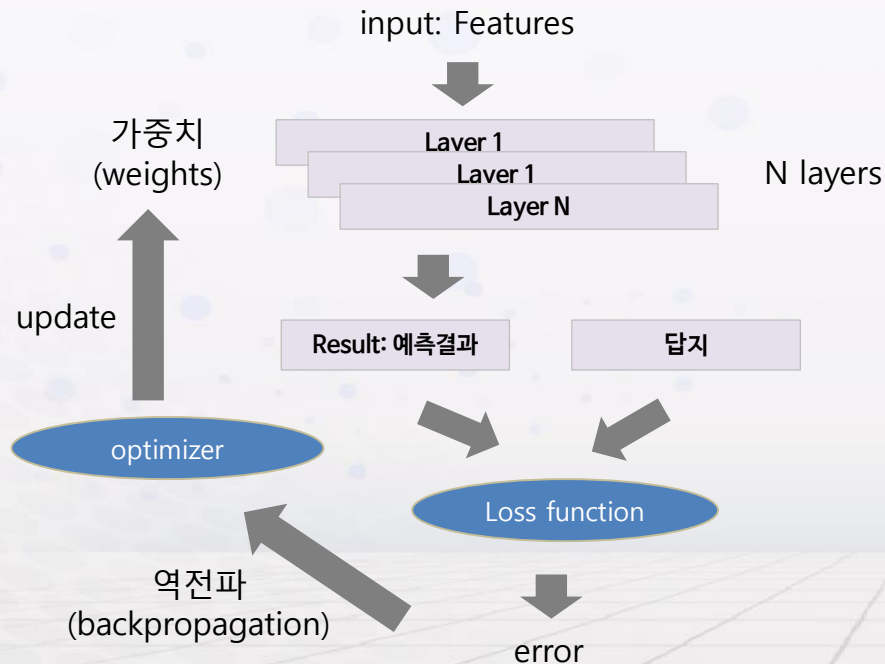 input: Features
가중치
(weights)
Layer 1
Layer 1
Layer N
N layers
update
Result: 예측결과
답지
optimizer
Loss function
역전파
(backpropagation)
error